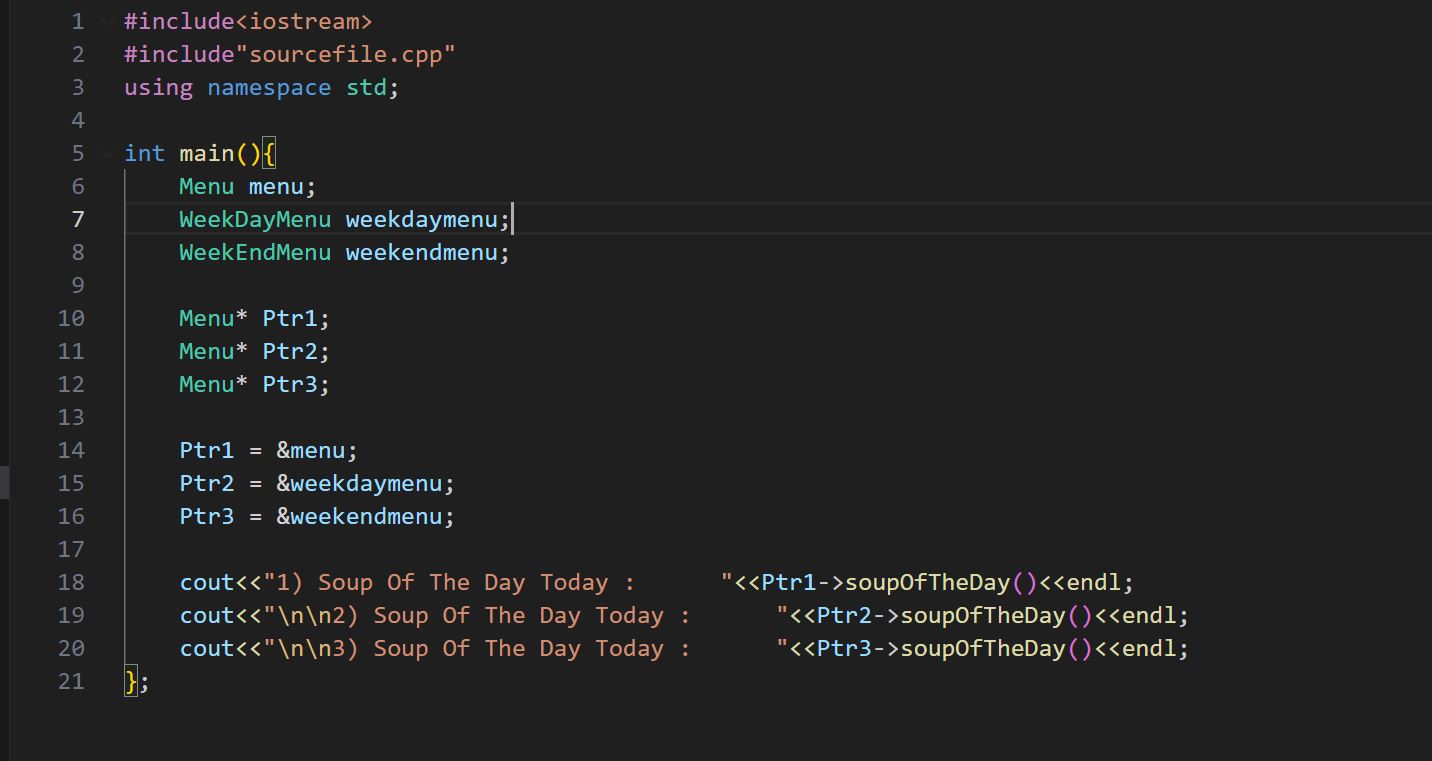 1 #include<iostream>
2 #include"sourcefile.cpp"
3 using namespace std;
4
5 int main(){
6     Menu menu;
7     WeekDayMenu weekdaymenu;
8     WeekEndMenu weekendmenu;
9
10     Menu* Ptr1;
11     Menu* Ptr2;
12     Menu* Ptr3;
13
14     Ptr1 = &menu;
15     Ptr2 = &weekdaymenu;
16     Ptr3 = &weekendmenu;
17
18     cout<<"1) Soup Of The Day Today :      "<<Ptr1->soupOfTheDay()<<endl;
19     cout<<"\n\n2) Soup Of The Day Today :      "<<Ptr2->soupOfTheDay()<<endl;
20     cout<<"\n\n3) Soup Of The Day Today :      "<<Ptr3->soupOfTheDay()<<endl;
21 };